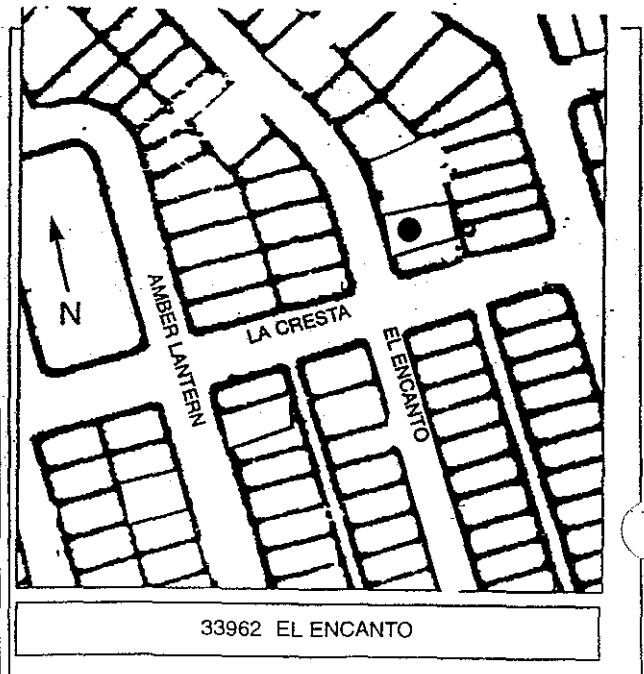 AMBER LANTERN
N
LA CRESTA
EL ENCANTO
33962 EL ENCANTO